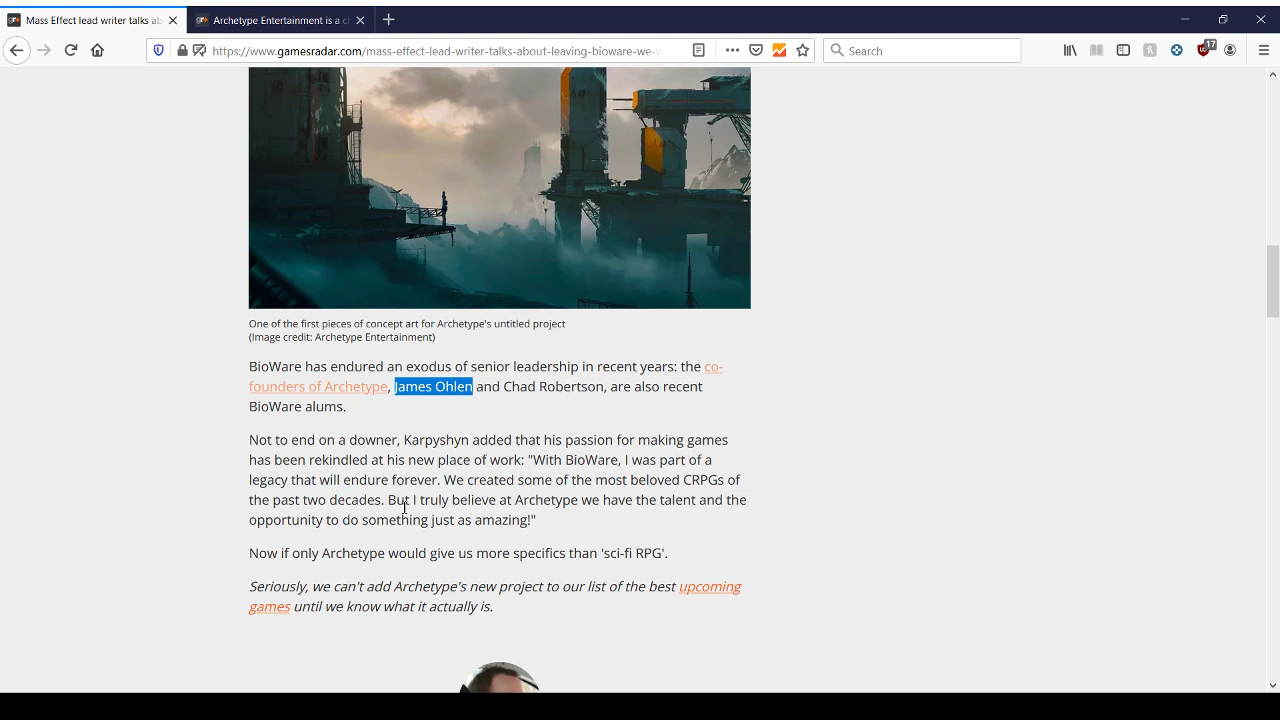 Mass Effect lead writer talks ab
Archetype Entertainment is a c
https://www.gamesradar.com/mass-effect-lead-writer-talks-about-leaving-bioware-we-w
Search
17
One of the first pieces of concept art for Archetype's untitled project
(Image credit: Archetype Entertainment)
BioWare has endured an exodus of senior leadership in recent years: the co-
founders of Archetype, James Ohlen and Chad Robertson, are also recent
BioWare alums.
Not to end on a downer, Karpyshyn added that his passion for making games
has been rekindled at his new place of work: "With BioWare, I was part of a
legacy that will endure forever. We created some of the most beloved CRPGs of
the past two decades. But I truly believe at Archetype we have the talent and the
opportunity to do something just as amazing!"
Now if only Archetype would give us more specifics than 'sci-fi RPG'.
Seriously, we can't add Archetype's new project to our list of the best upcoming
games until we know what it actually is.